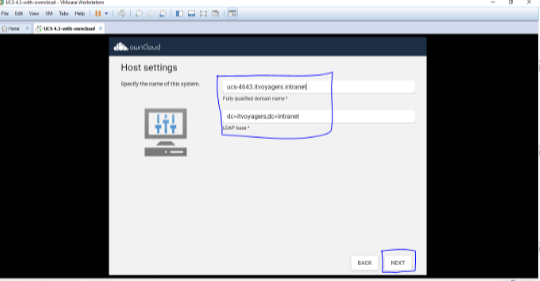 UCS-4.3-with-owncloud - VMware Workstation
File Edit View VM Tabs Help
Home × UCS-4.3-with-owncloud ×
ownCloud
Host settings
Specify the name of this system.
ucs-4643.itvoyagers.intranet
Fully qualified domain name *
dc=itvoyagers,dc=intranet
LDAP base *
BACK NEXT